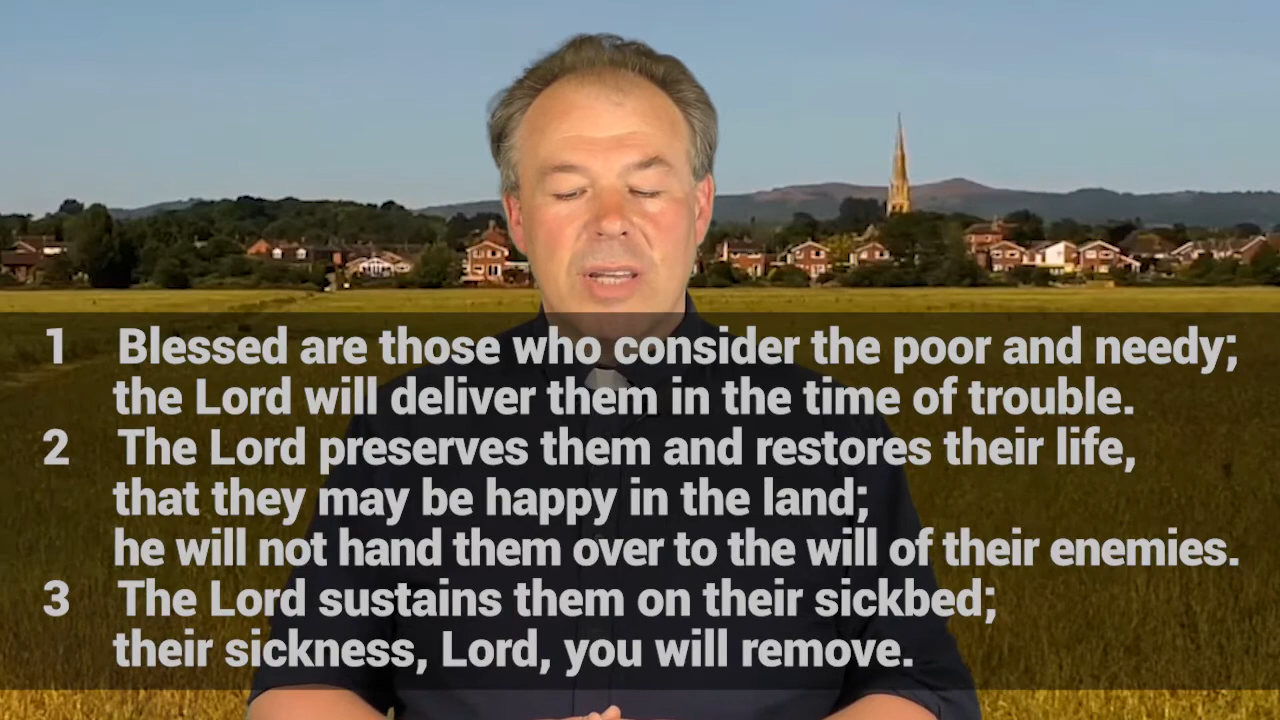 1 Blessed are those who consider the poor and needy;
the Lord will deliver them in the time of trouble.
2 The Lord preserves them and restores their life,
that they may be happy in the land;
he will not hand them over to the will of their enemies.
3 The Lord sustains them on their sickbed;
their sickness, Lord, you will remove.